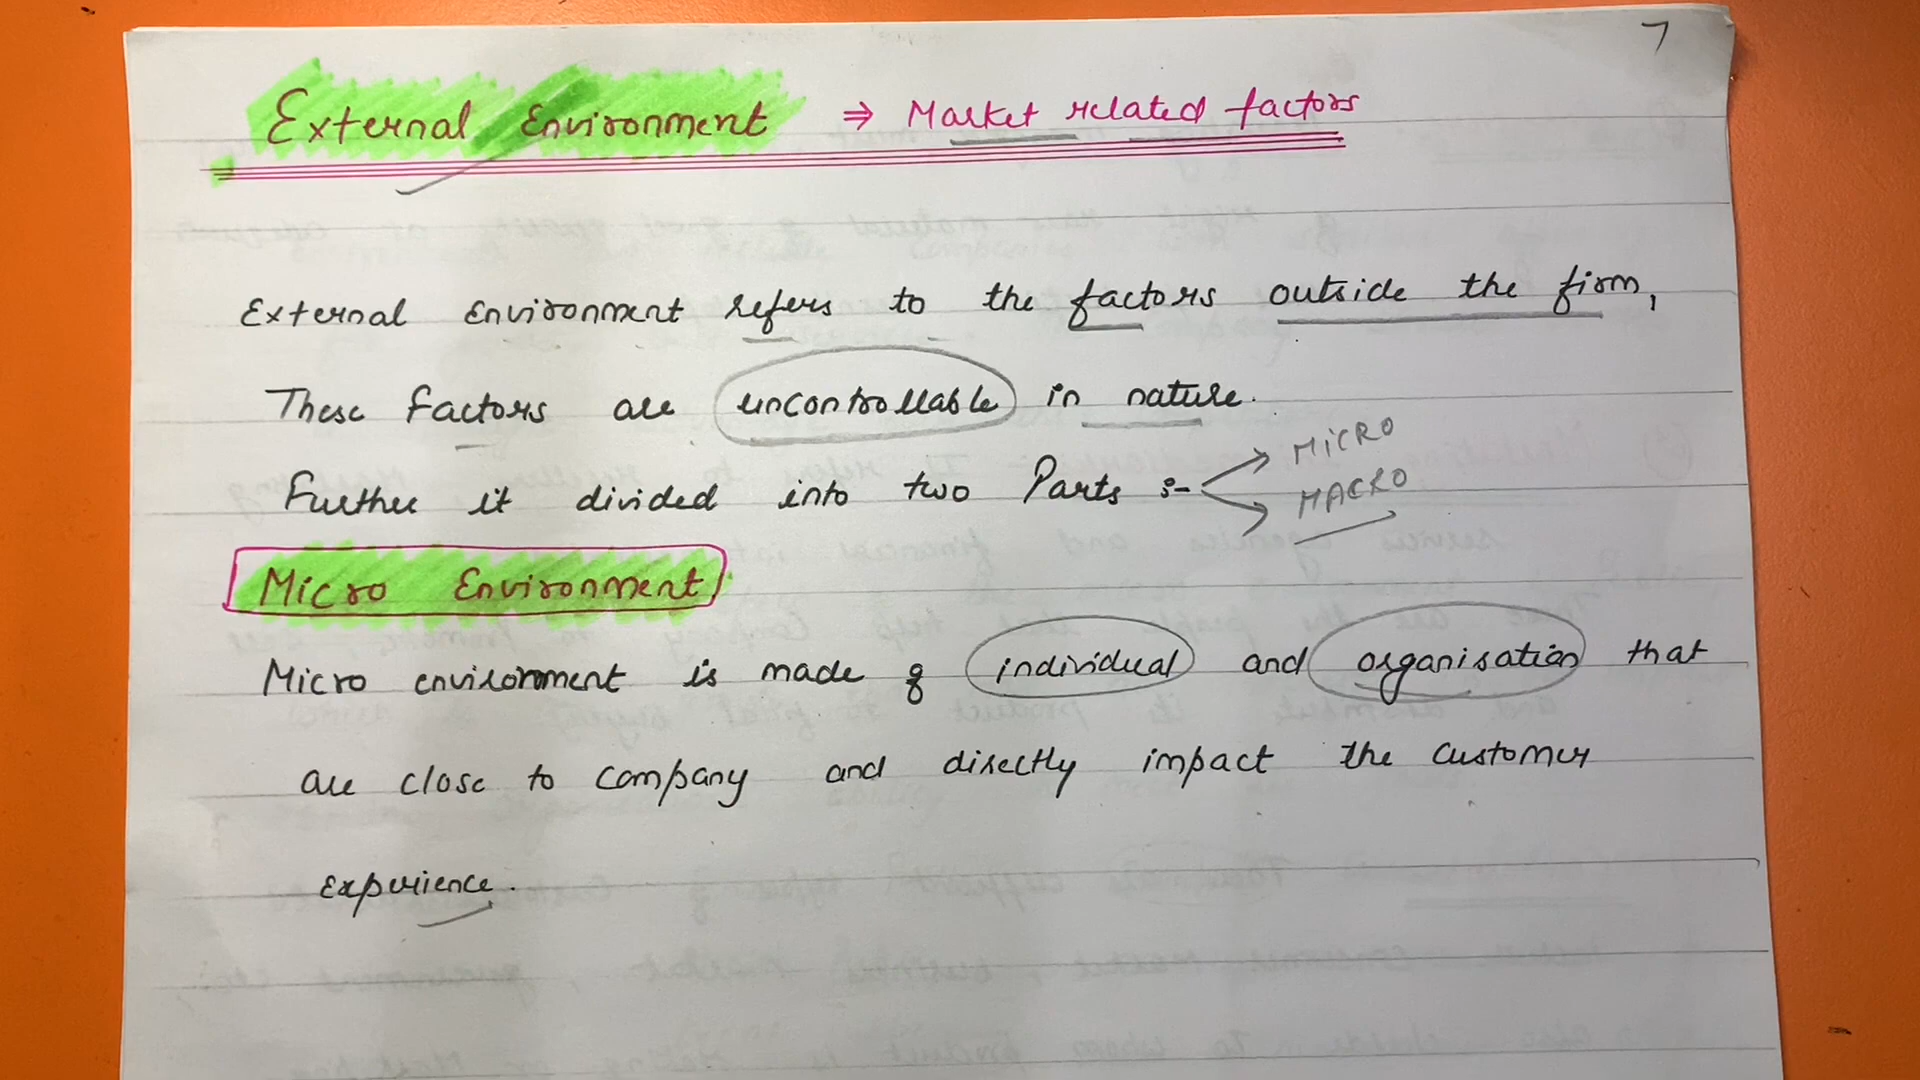 7
External Environment ⇒ Market related factors
External Environment refers to the factors outside the firm,
These factors are uncontrollable in nature.
Further it divided into two Parts :-
MICRO
MACRO
Micro Environment
Micro environment is made of individual and organisation that
are close to company and directly impact the customer
experience.